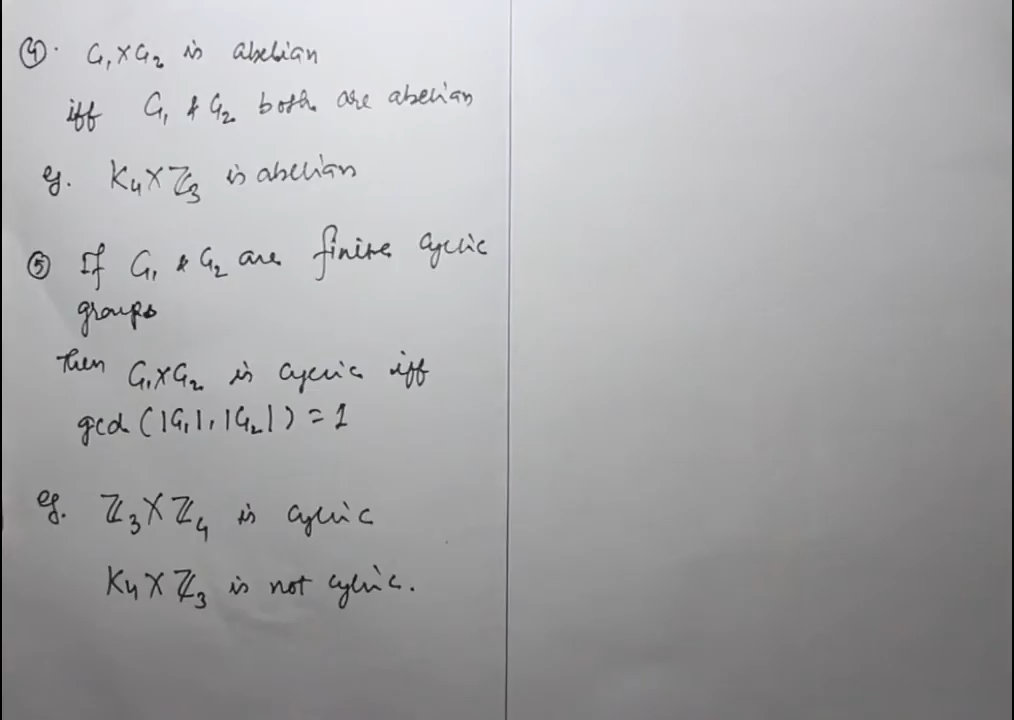 ④. G₁×G₂ is abelian
iff G₁ & G₂ both are abelian
eg. K₄×ℤ₃ is abelian
⑤ If G₁ & G₂ are finite cyclic
groups
then G₁×G₂ is cyclic iff
gcd (|G₁|, |G₂|) = 1
eg. ℤ₃×ℤ₄ is cyclic
K₄×ℤ₃ is not cyclic.